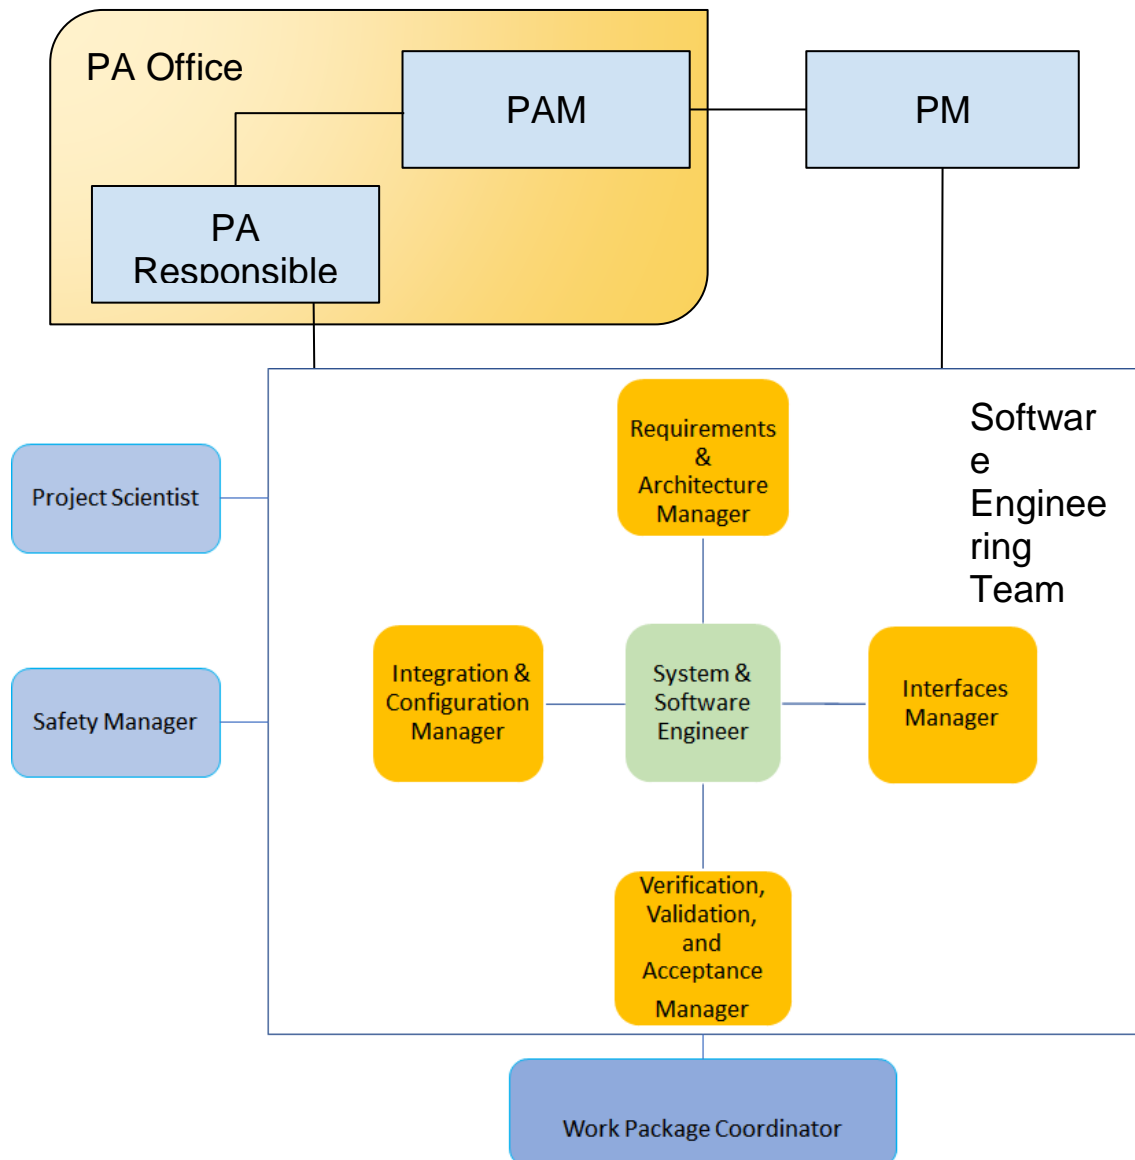 PA Office
PAM
PM
PA
Responsible
Softwar
e
Enginee
ring
Team
Requirements
&
Architecture
Manager
Project Scientist
Integration &
Configuration
Manager
System &
Software
Engineer
Interfaces
Manager
Safety Manager
Verification,
Validation,
and
Acceptance
Manager
Work Package Coordinator